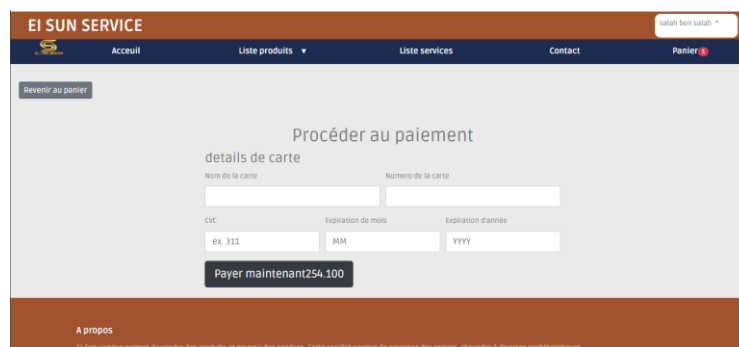 EI SUN SERVICE
salah ben salah
Acceuil Liste produits ▼ Liste services Contact Panier 1
Revenir au panier
Procéder au paiement
details de carte
Nom de la carte Numero de la carte
CVC Expiration de mois Expiration d'année
ex. 311 MM YYYY
Payer maintenant254.100
A propos